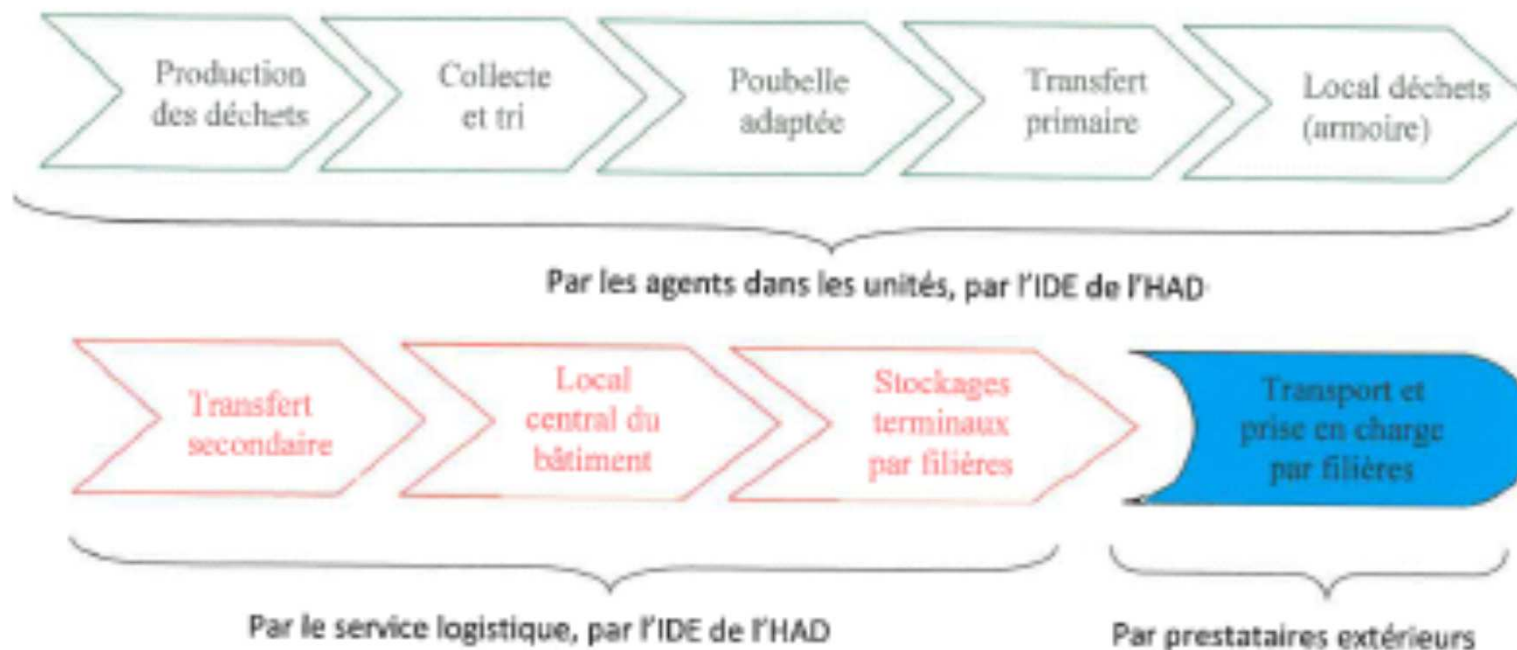 Production
des déchets
Collecte
et tri
Poubelle
adaptée
Transfert
primaire
Local déchets
(armoire)
Par les agents dans les unités, par l'IDE de l'HAD
Transfert
secondaire
Local
central du
bâtiment
Stockages
terminaux
par filières
Transport et
prise en charge
par filières
Par le service logistique, par l'IDE de l'HAD
Par prestataires extérieurs